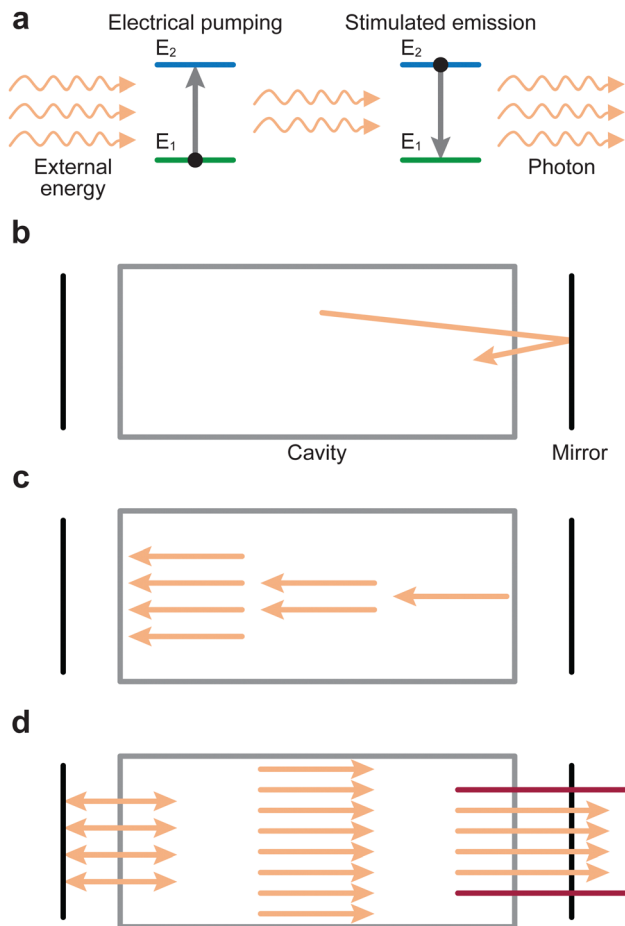 a
Electrical pumping
Stimulated emission
E₂
E₂
E₁
E₁
External
energy
Photon
b
Cavity
Mirror
c
d